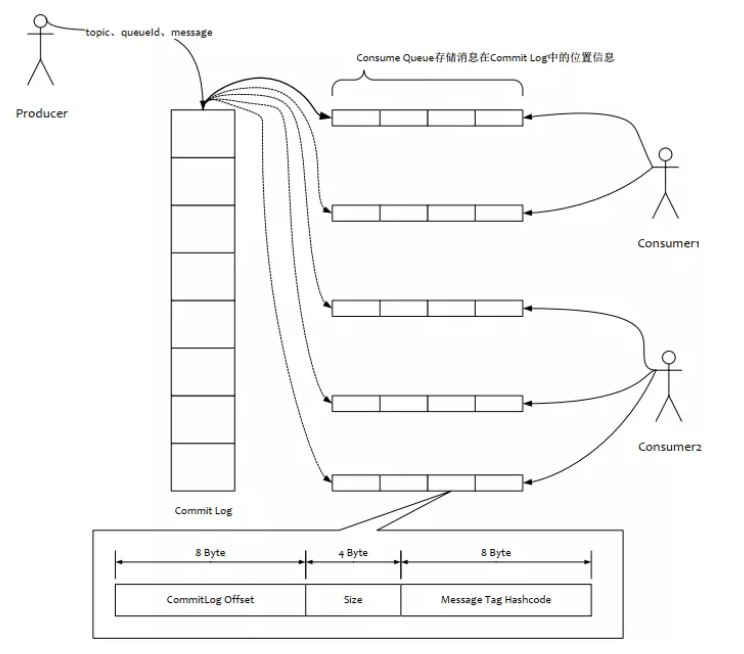 topic、queueId、message
Consume Queue存储消息在Commit Log中的位置信息
Producer
Consumer1
Consumer2
Commit Log
8 Byte
4 Byte
8 Byte
CommitLog Offset
Size
Message Tag Hashcode